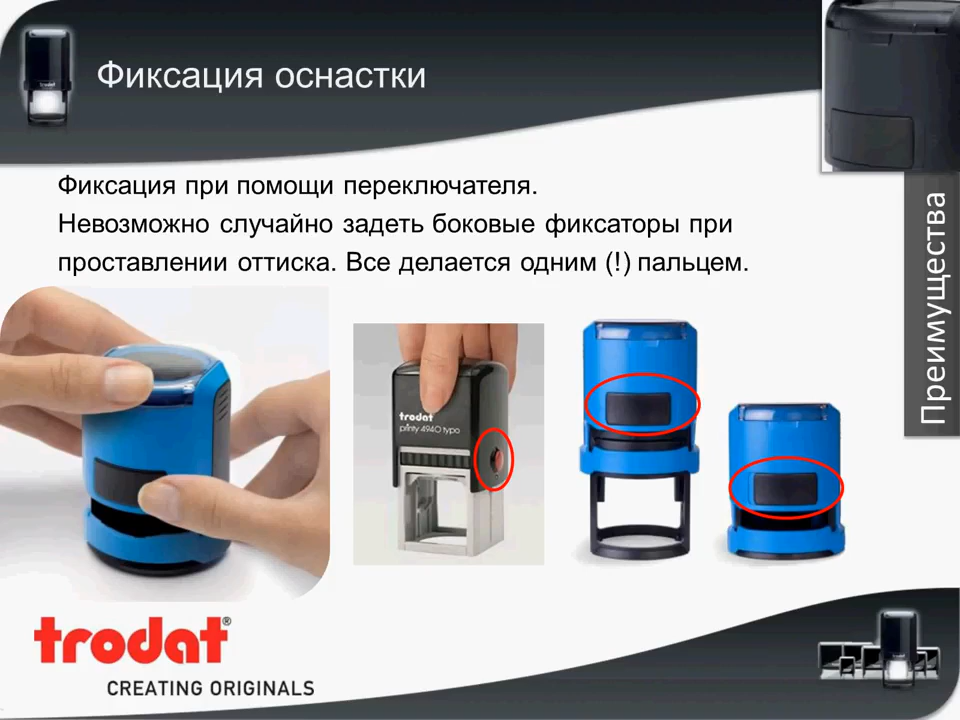 Фиксация оснастки
Фиксация при помощи переключателя.
Невозможно случайно задеть боковые фиксаторы при
проставлении оттиска. Все делается одним (!) пальцем.
Преимущества
trodat
printy 4940 typo
trodat®
CREATING ORIGINALS